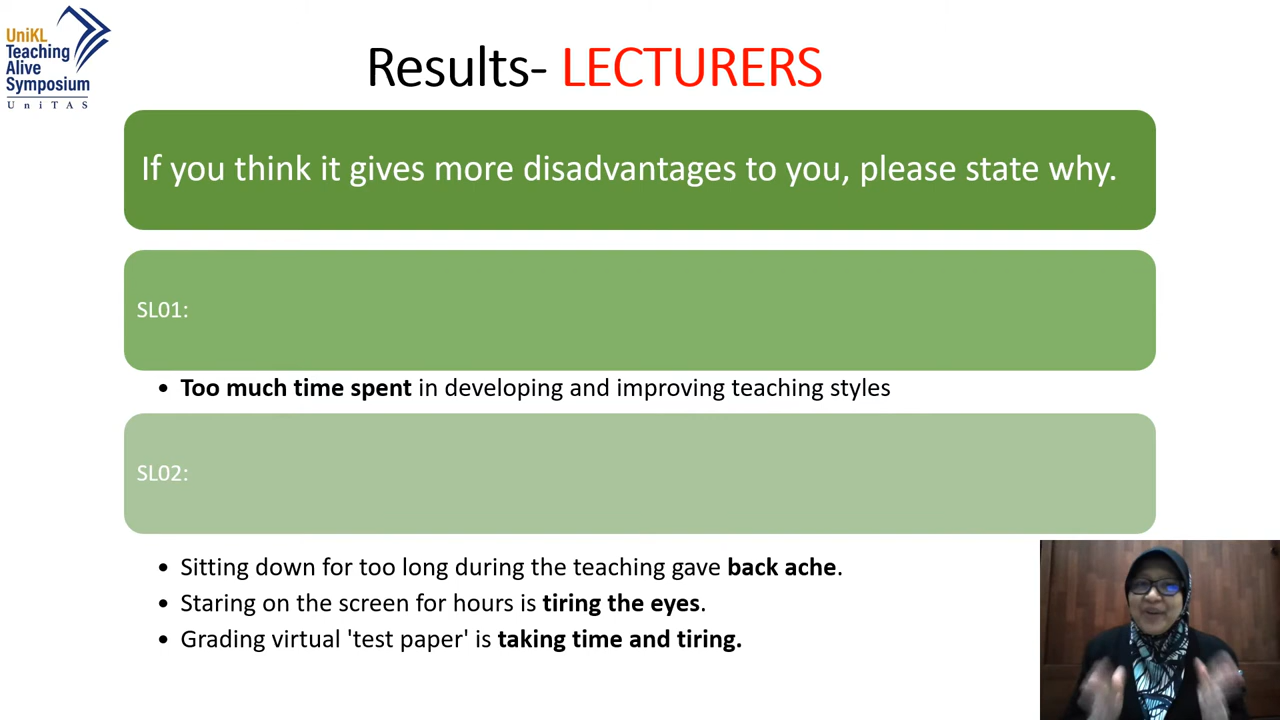 UniKL
Teaching
Alive
Symposium
UniTAS
Results- LECTURERS
If you think it gives more disadvantages to you, please state why.
SL01:
• Too much time spent in developing and improving teaching styles
SL02:
• Sitting down for too long during the teaching gave back ache.
• Staring on the screen for hours is tiring the eyes.
• Grading virtual 'test paper' is taking time and tiring.